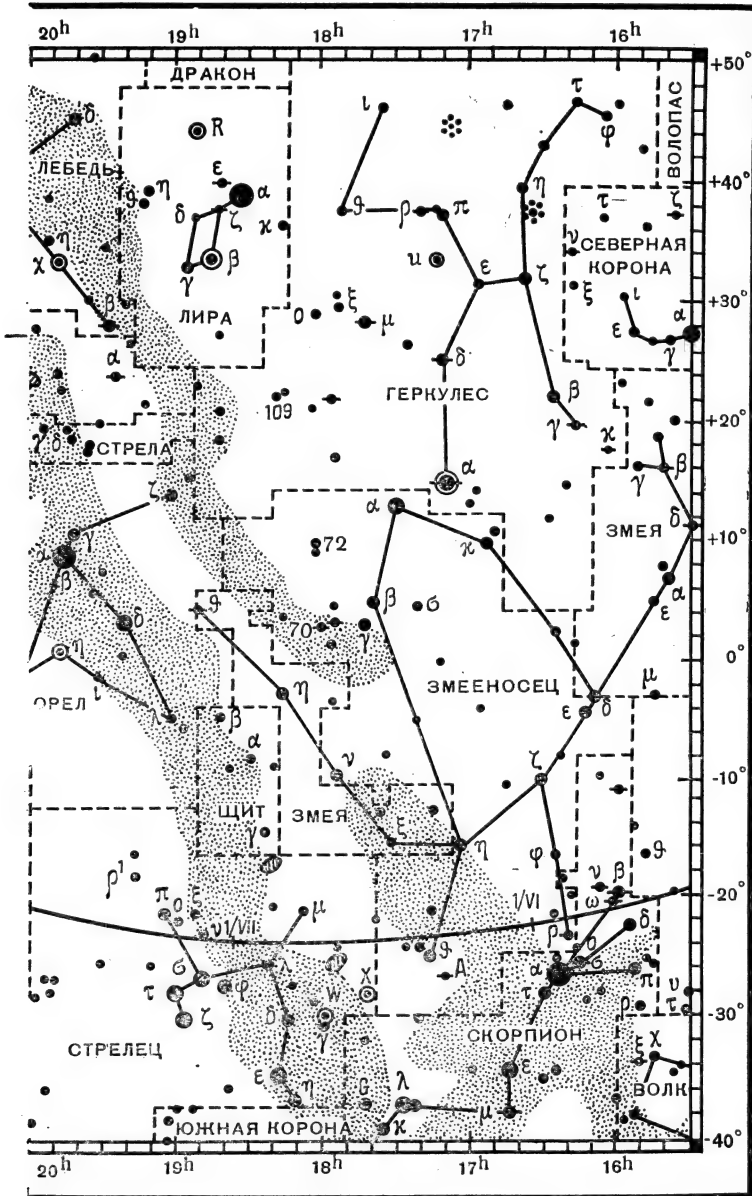 20ʰ 19ʰ 18ʰ 17ʰ 16ʰ
+50°
ДРАКОН
τ
ι
φ
δ
R
ВОЛОПАС
ЛЕБЕДЬ
ε
α
η
+40°
ϑ η
δ ζ
κ
ϑ ρ π
τ ζ
η
β
ν
СЕВЕРНАЯ
КОРОНА
χ
γ
u
ε ζ
ξ
ι
+30°
ЛИРА
ξ
ο μ
α
β
ε γ
α
δ
ГЕРКУЛЕС
β
109
γ
+20°
γ δ
СТРЕЛА
κ
γ β
ζ
α
α
ЗМЕЯ
δ
γ
72
κ
+10°
α
β
α
ϑ
β σ
ε
δ
70 γ
η
μ
0°
ЗМЕЕНОСЕЦ
ι
ОРЕЛ
η
ε δ
λ β
α
ν
ζ
-10°
ЩИТ
ЗМЕЯ
γ
ξ
η
φ
ϑ
ρ¹
π
ο ξ
μ
1/VI
ν β
ω
-20°
ν 1/VII
ρ
δ
σ
λ
ϑ
A
α σ
π
τ φ
X
τ
ρ
ν
τ
ζ
δ
W
γ
СКОРПИОН
-30°
СТРЕЛЕЦ
ξ χ
ε
ε
ВОЛК
η
G λ
μ
ЮЖНАЯ КОРОНА
κ
-40°
20ʰ 19ʰ 18ʰ 17ʰ 16ʰ